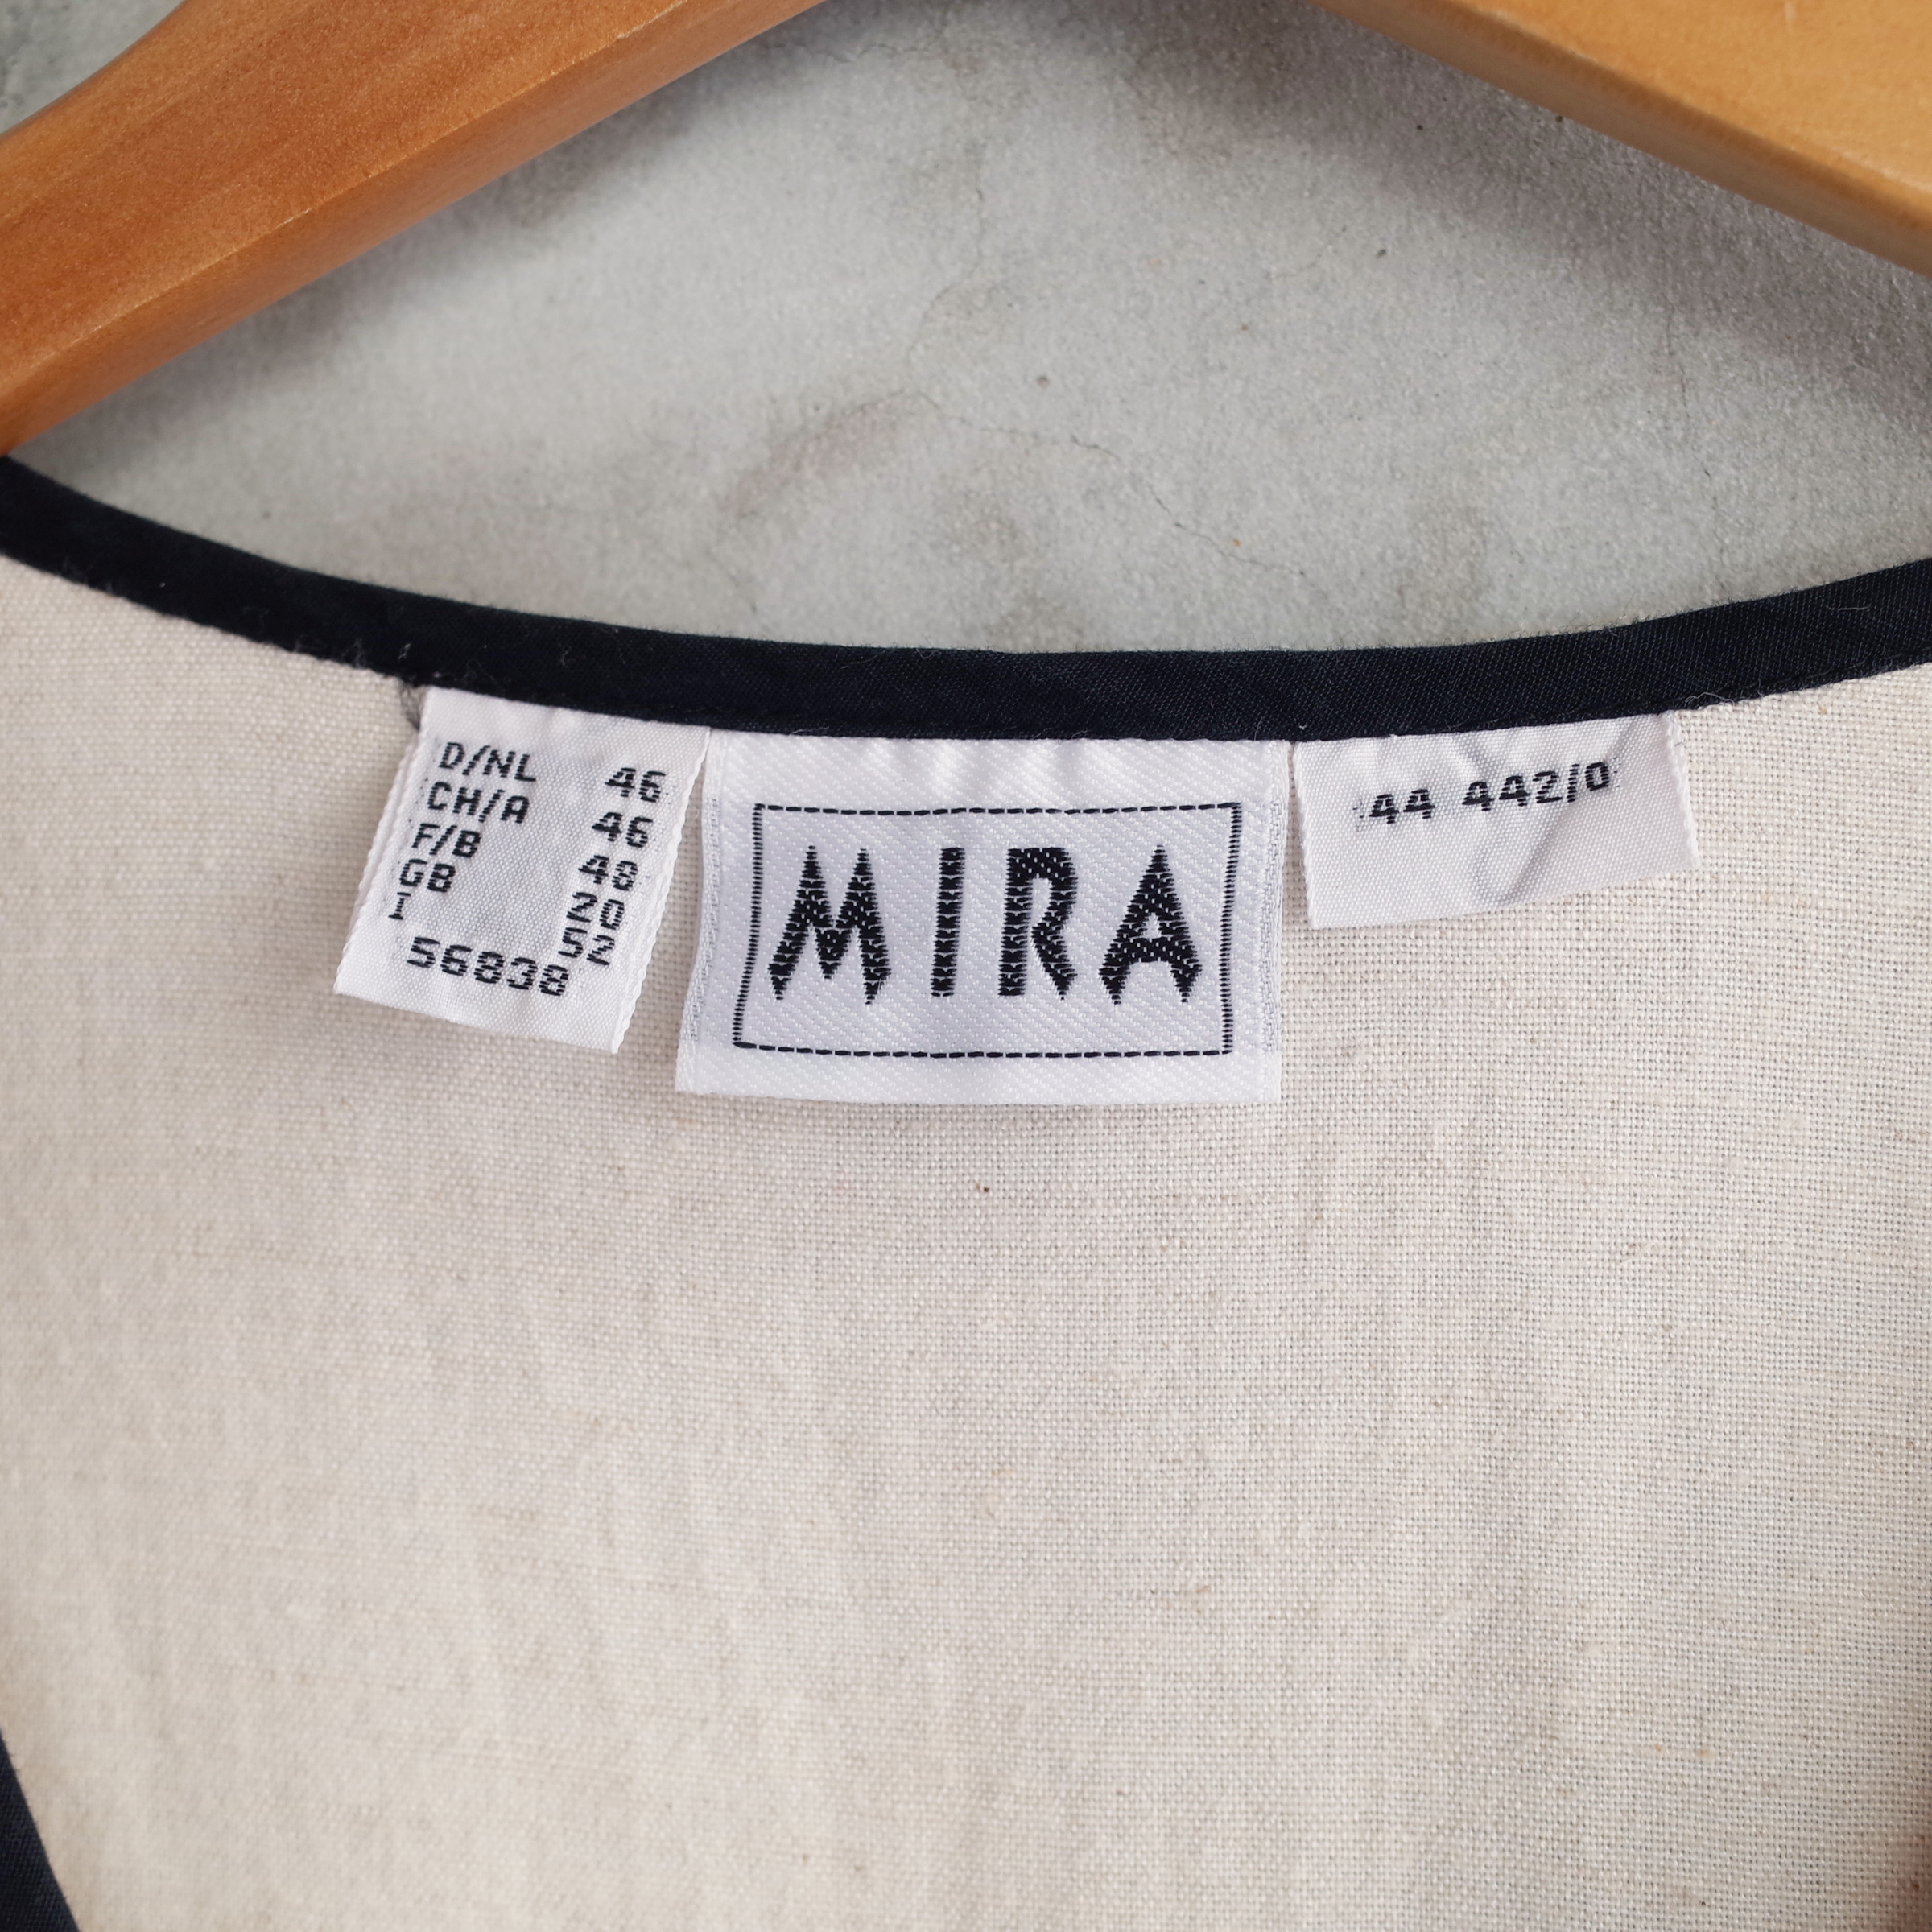 D/NL 46
CH/A 46
F/B 48
GB 20
I 52
56838
MIRA
44 442/0